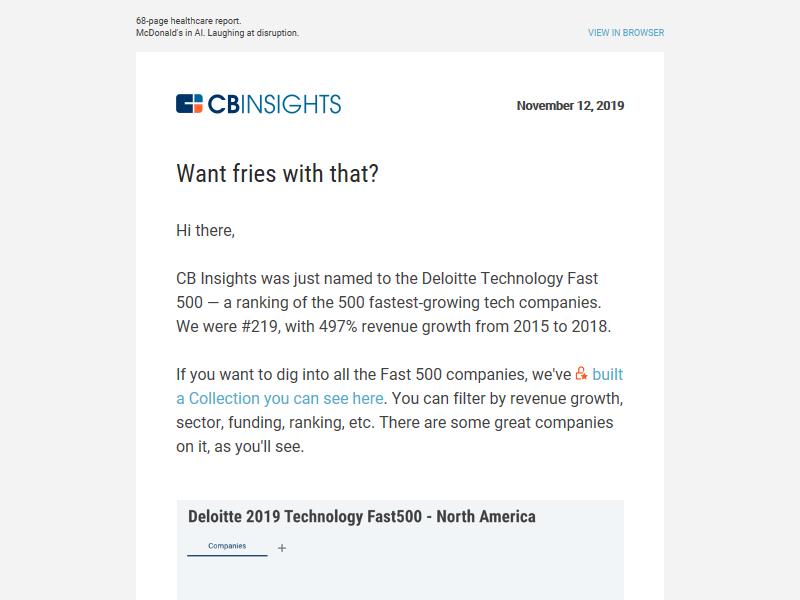 68-page healthcare report.
McDonald's in AI. Laughing at disruption.
VIEW IN BROWSER
CBINSIGHTS
November 12, 2019
Want fries with that?
Hi there,
CB Insights was just named to the Deloitte Technology Fast
500 — a ranking of the 500 fastest-growing tech companies.
We were #219, with 497% revenue growth from 2015 to 2018.
If you want to dig into all the Fast 500 companies, we've built
a Collection you can see here. You can filter by revenue growth,
sector, funding, ranking, etc. There are some great companies
on it, as you'll see.
Deloitte 2019 Technology Fast500 - North America
Companies +